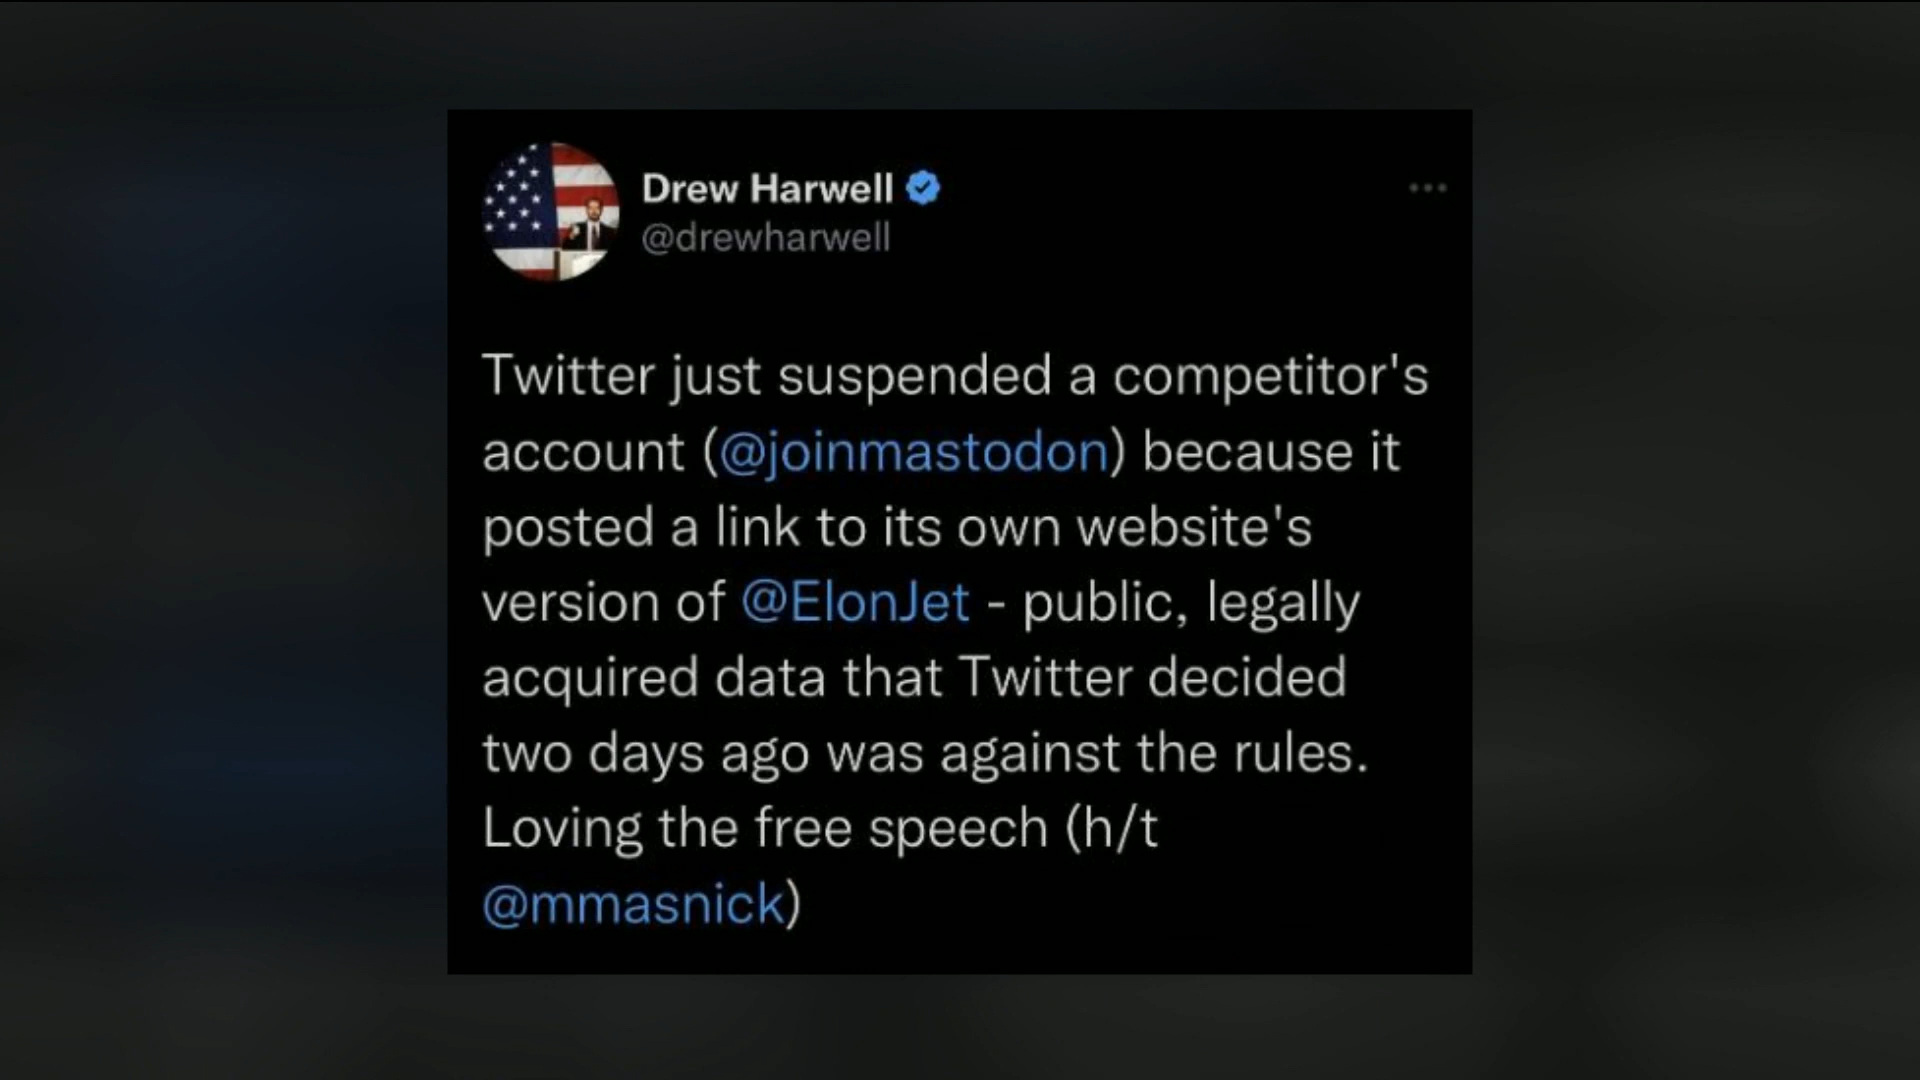 Drew Harwell
@drewharwell
Twitter just suspended a competitor's
account (@joinmastodon) because it
posted a link to its own website's
version of @ElonJet - public, legally
acquired data that Twitter decided
two days ago was against the rules.
Loving the free speech (h/t
@mmasnick)